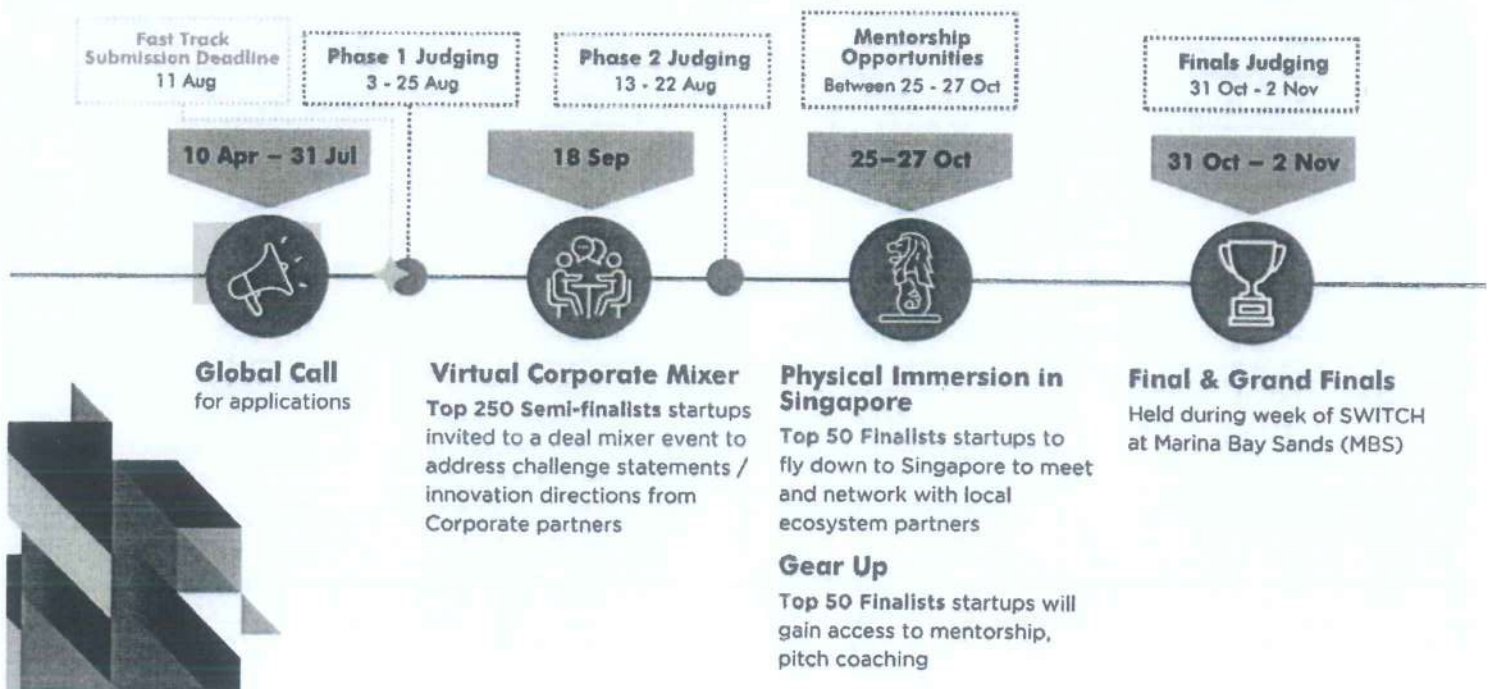 Fast Track
Submission Deadline
11 Aug
Phase 1 Judging
3 - 25 Aug
Phase 2 Judging
13 - 22 Aug
Mentorship
Opportunities
Between 25 - 27 Oct
Finals Judging
31 Oct - 2 Nov
10 Apr – 31 Jul
18 Sep
25–27 Oct
31 Oct – 2 Nov
Global Call
for applications
Virtual Corporate Mixer
Top 250 Semi-finalists startups
invited to a deal mixer event to
address challenge statements /
innovation directions from
Corporate partners
Physical Immersion in
Singapore
Top 50 Finalists startups to
fly down to Singapore to meet
and network with local
ecosystem partners
Gear Up
Top 50 Finalists startups will
gain access to mentorship,
pitch coaching
Final & Grand Finals
Held during week of SWITCH
at Marina Bay Sands (MBS)